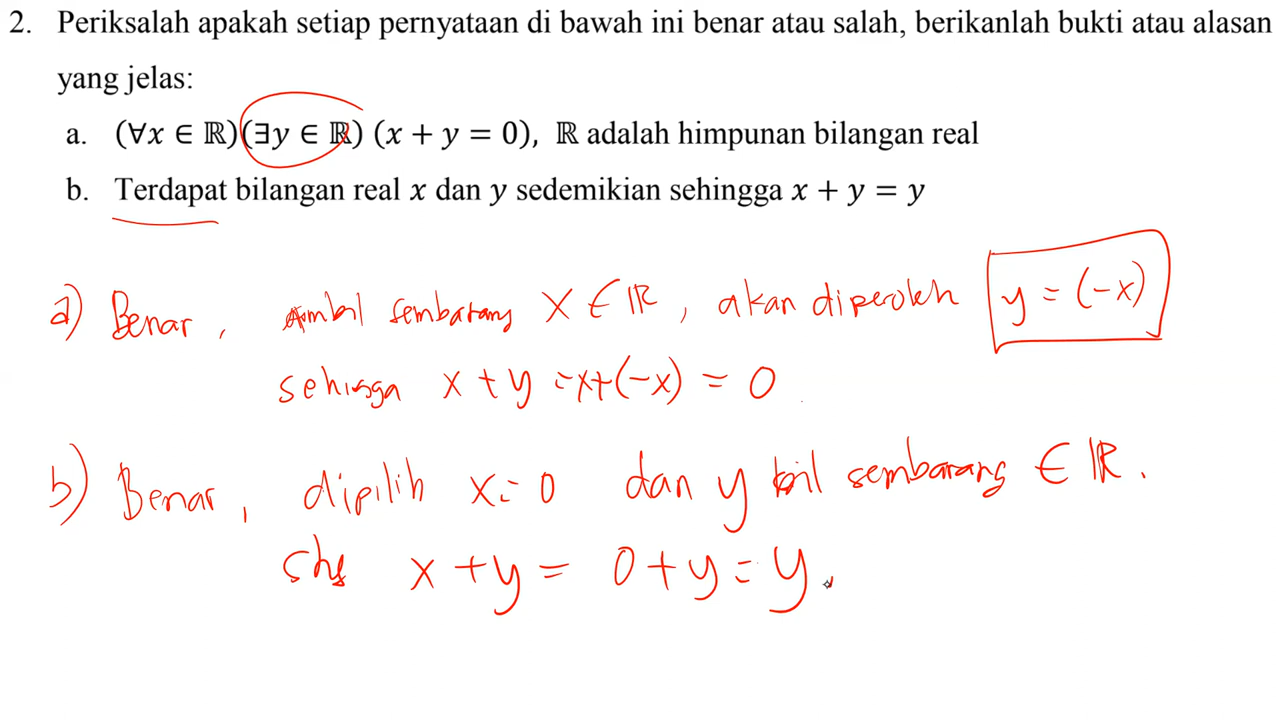 2. Periksalah apakah setiap pernyataan di bawah ini benar atau salah, berikanlah bukti atau alasan
yang jelas:
a. (∀x ∈ ℝ)(∃y ∈ ℝ) (x + y = 0), ℝ adalah himpunan bilangan real
b. Terdapat bilangan real x dan y sedemikian sehingga x + y = y
a) Benar, Ambil sembarang x ∈ ℝ, akan diperoleh y = (-x)
sehingga x + y = x+(-x) = 0
b) Benar, dipilih x = 0 dan y bil sembarang ∈ ℝ.
shg x + y = 0 + y = y.